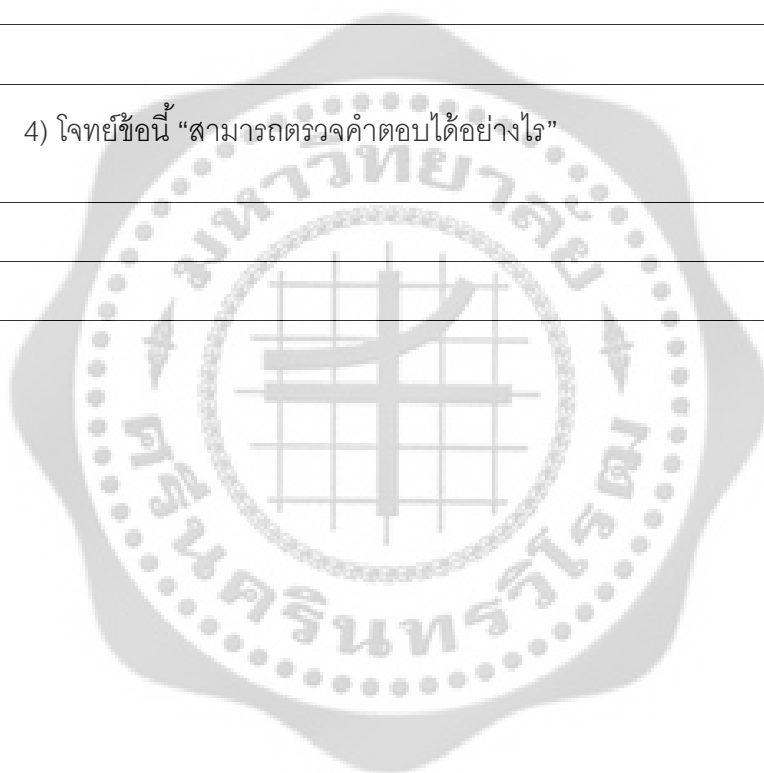 4) โจทย์ข้อนี้ “สามารถตรวจคำตอบได้อย่างไร”
มหาวิทยาลัย
ศรีนครินทรวิโรฒ